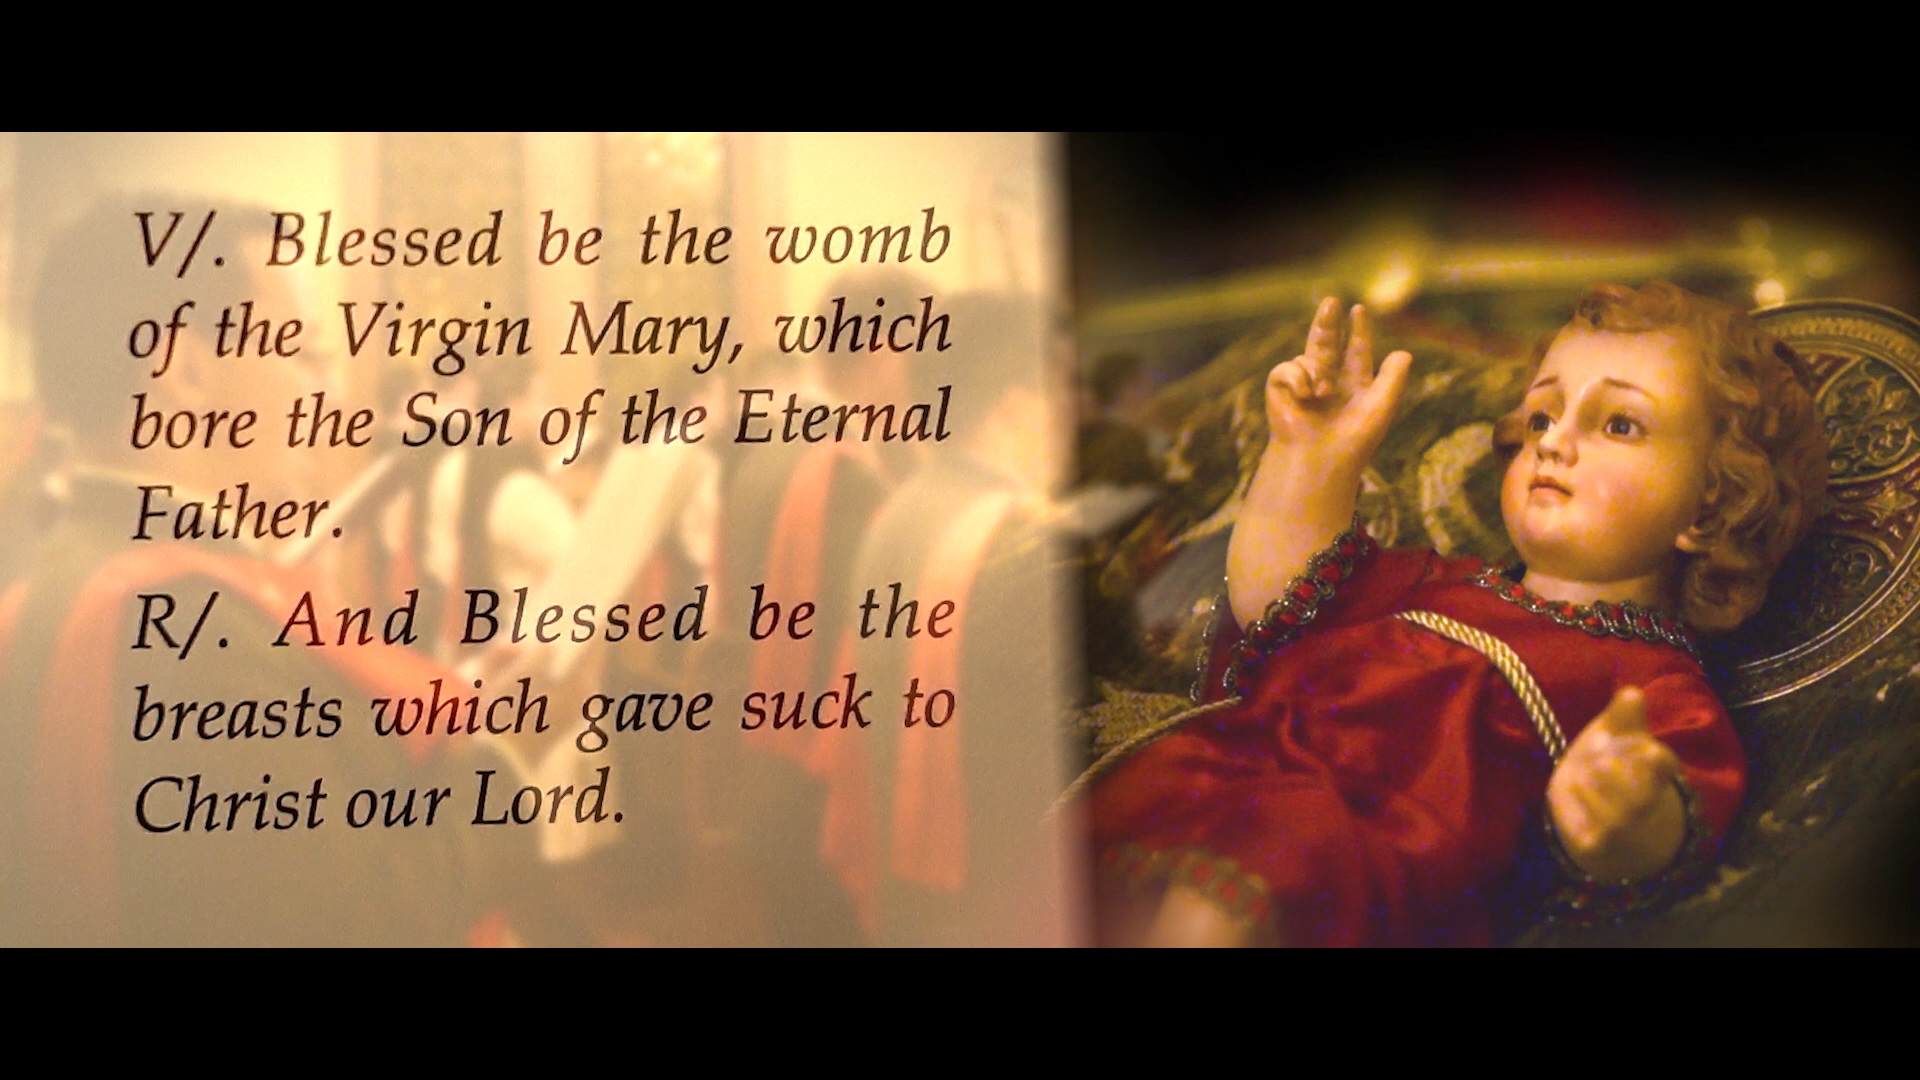 V/. Blessed be the womb
of the Virgin Mary, which
bore the Son of the Eternal
Father.
R/. And Blessed be the
breasts which gave suck to
Christ our Lord.